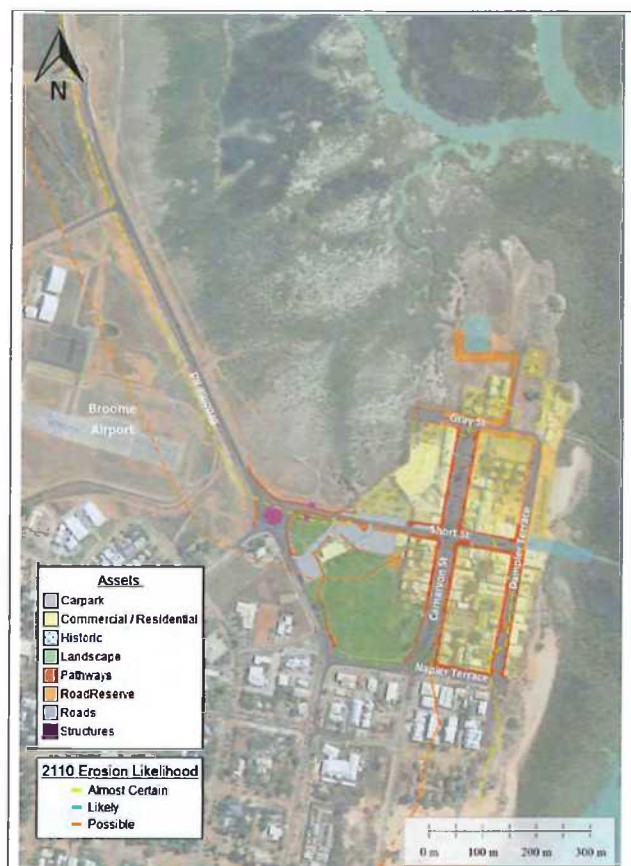 N
Broome
Airport
Gray St
Short St
Carnarvon St
Dampier Terrace
Napier Terrace
Assets
Carpark
Commercial / Residential
Historic
Landscape
Pathways
RoadReserve
Roads
Structures
2110 Erosion Likelihood
Almost Certain
Likely
Possible
0 m 100 m 200 m 300 m